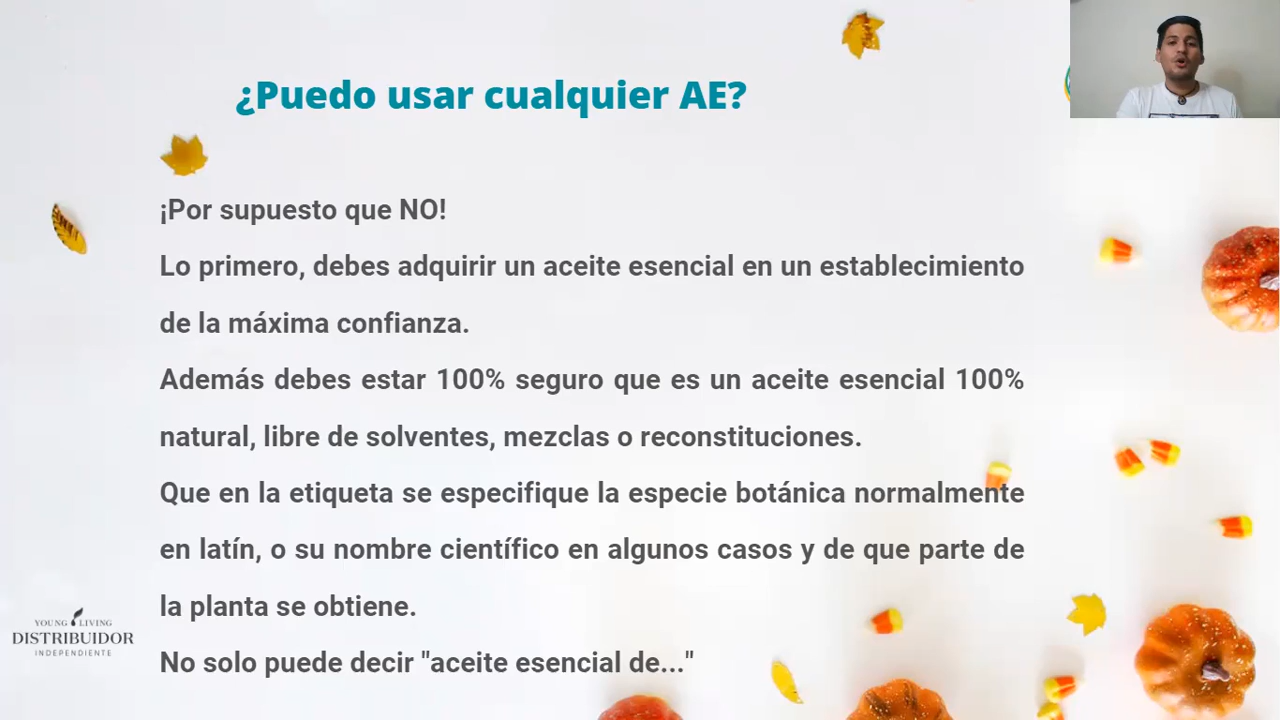 ¿Puedo usar cualquier AE?
¡Por supuesto que NO!
Lo primero, debes adquirir un aceite esencial en un establecimiento
de la máxima confianza.
Además debes estar 100% seguro que es un aceite esencial 100%
natural, libre de solventes, mezclas o reconstituciones.
Que en la etiqueta se especifique la especie botánica normalmente
en latín, o su nombre científico en algunos casos y de que parte de
la planta se obtiene.
No solo puede decir "aceite esencial de..."
YOUNG LIVING
DISTRIBUIDOR
INDEPENDIENTE